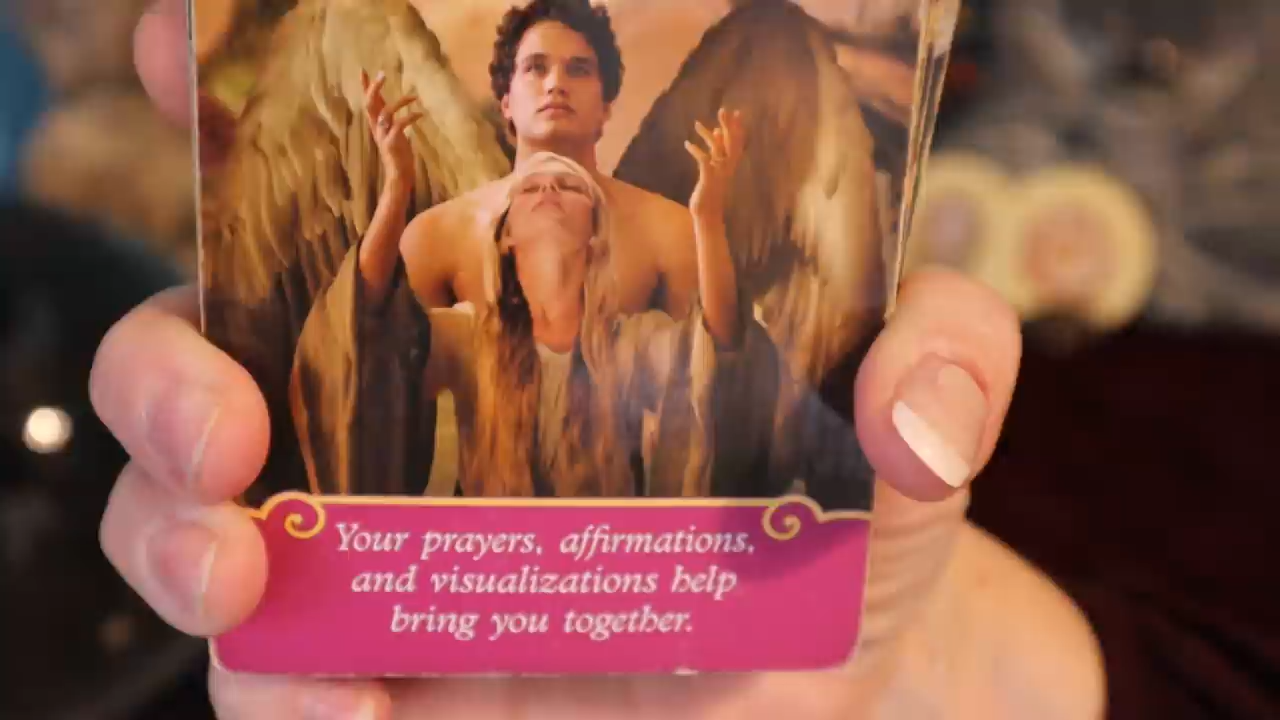 Your prayers, affirmations,
and visualizations help
bring you together.